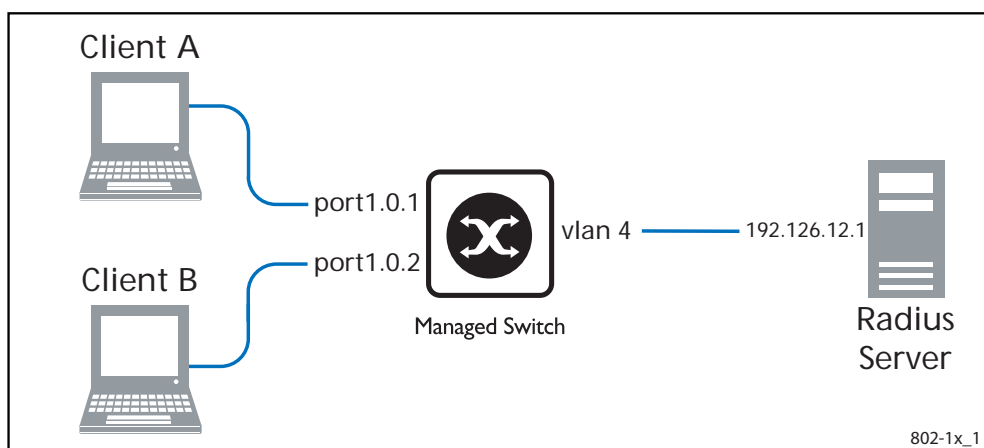 Client A
port1.0.1
port1.0.2
Client B
Managed Switch
vlan 4
192.126.12.1
Radius
Server
802-1x_1